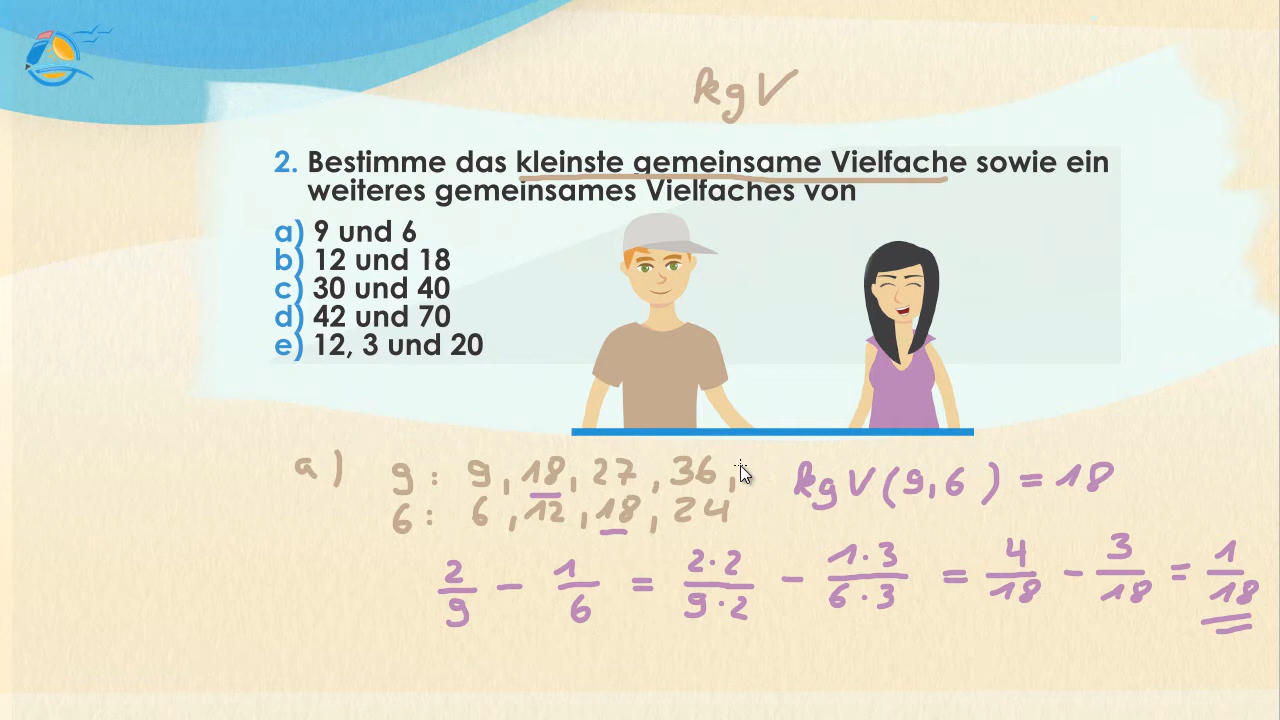 kgV
2. Bestimme das kleinste gemeinsame Vielfache sowie ein
weiteres gemeinsames Vielfaches von
a) 9 und 6
b) 12 und 18
c) 30 und 40
d) 42 und 70
e) 12, 3 und 20
a) 9: 9, 18, 27, 36, kgV(9,6) = 18
6: 6, 12, 18, 24
2/9 - 1/6 = 2·2/9·2 - 1·3/6·3 = 4/18 - 3/18 = 1/18